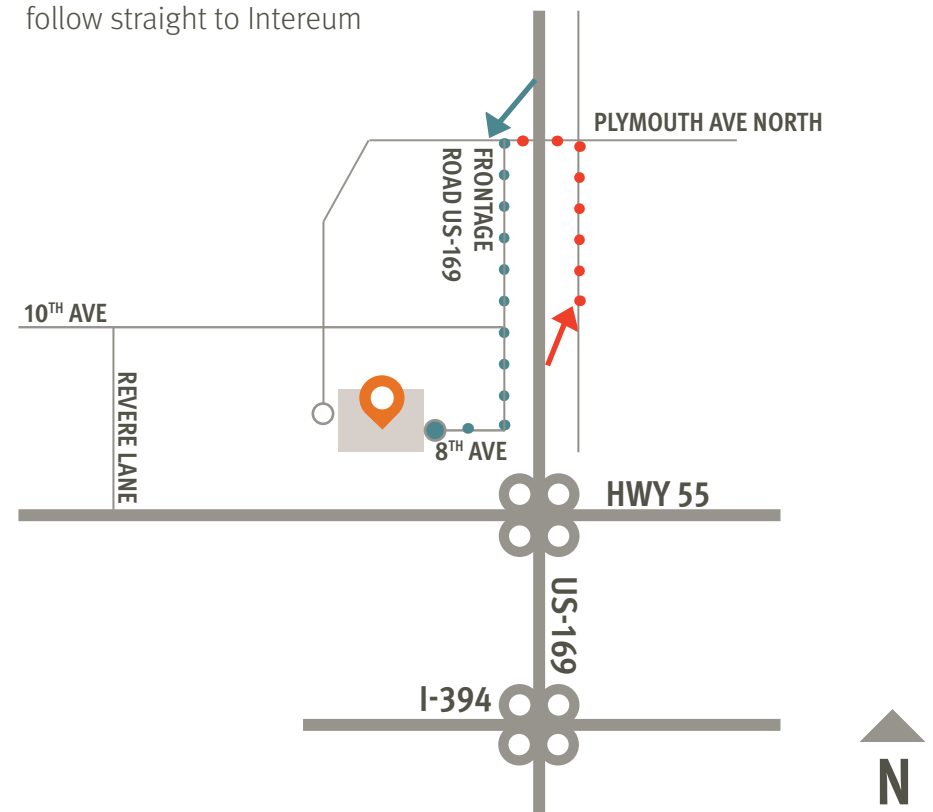 follow straight to Intereum
PLYMOUTH AVE NORTH
FRONTAGE
ROAD US-169
10TH AVE
REVERE LANE
8TH AVE
HWY 55
US-169
I-394
N